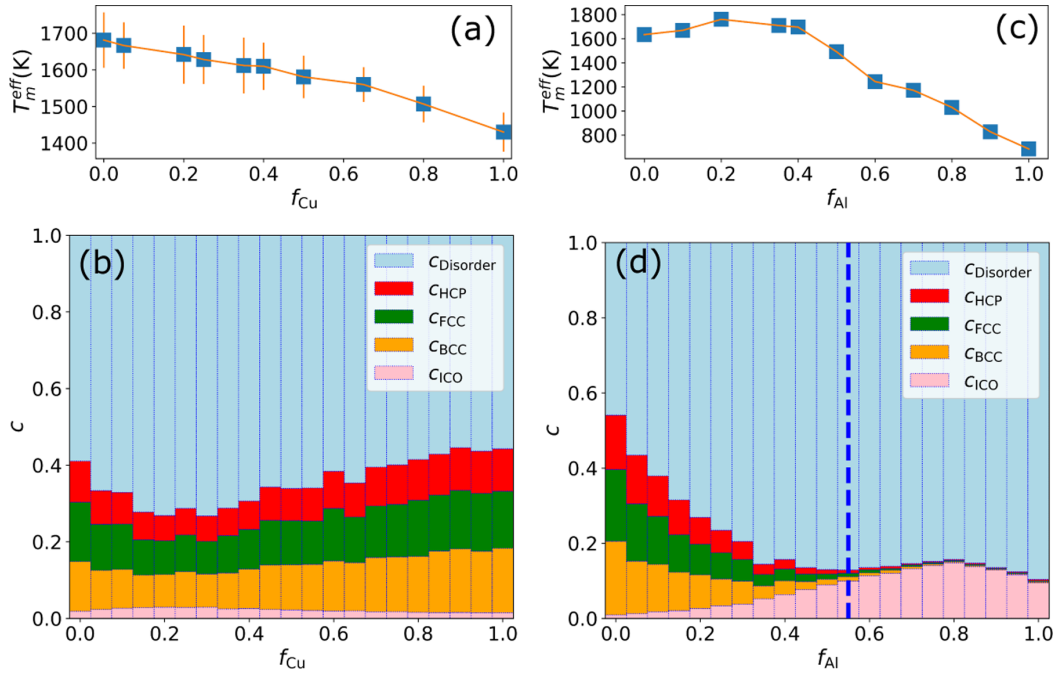 (a)
T_m^eff(K)
1700
1600
1500
1400
0.0 0.2 0.4 0.6 0.8 1.0
f_Cu
(c)
T_m^eff(K)
1800
1600
1400
1200
1000
800
0.0 0.2 0.4 0.6 0.8 1.0
f_Al
(b)
c
1.0
0.8
0.6
0.4
0.2
0.0
c_Disorder
c_HCP
c_FCC
c_BCC
c_ICO
0.0 0.2 0.4 0.6 0.8 1.0
f_Cu
(d)
c
1.0
0.8
0.6
0.4
0.2
0.0
c_Disorder
c_HCP
c_FCC
c_BCC
c_ICO
0.0 0.2 0.4 0.6 0.8 1.0
f_Al